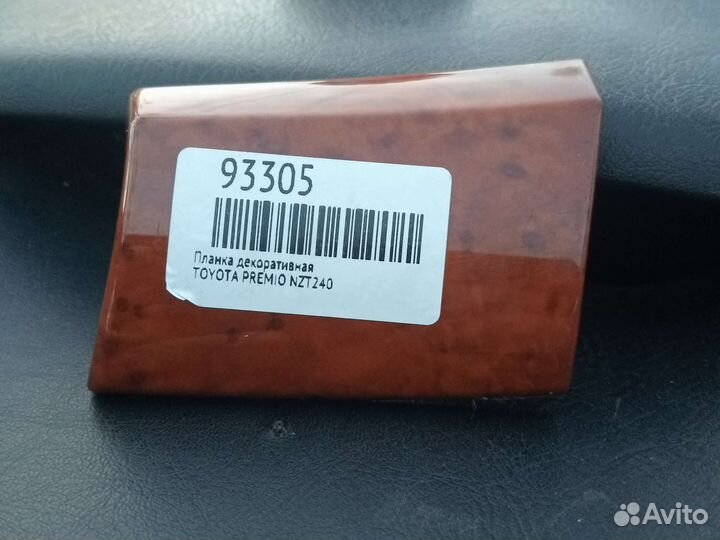 93305
Планка декоративная
TOYOTA PREMIO NZT240
Avito